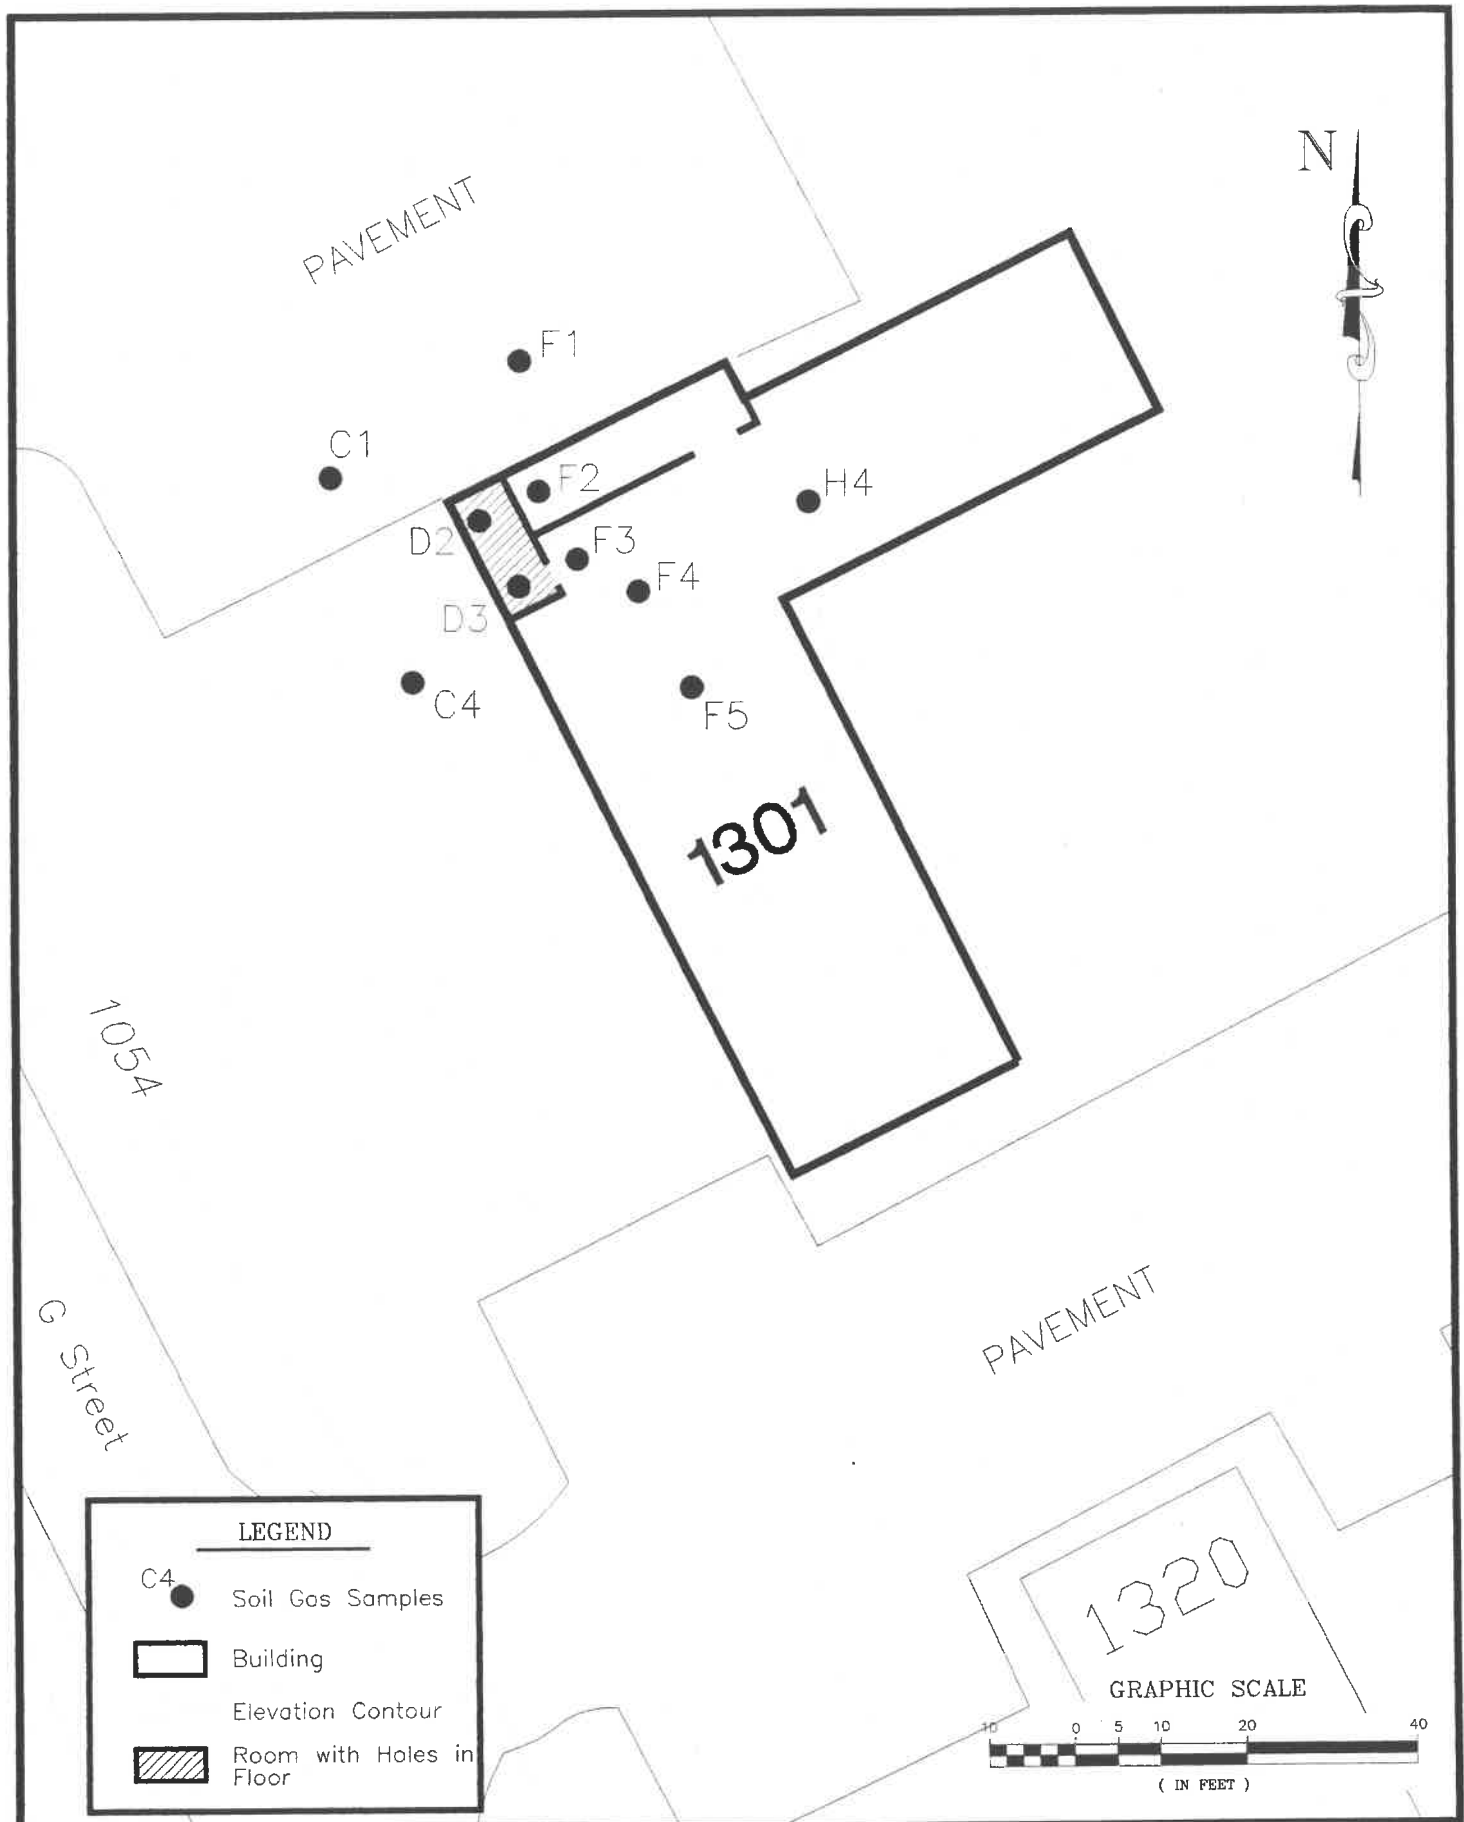 N
PAVEMENT
F1
C1
F2
H4
D2
F3
F4
D3
C4
F5
1301
1054
G Street
PAVEMENT
1320
LEGEND
C4
Soil Gas Samples
Building
Elevation Contour
Room with Holes in
Floor
GRAPHIC SCALE
10 0 5 10 20 40
( IN FEET )